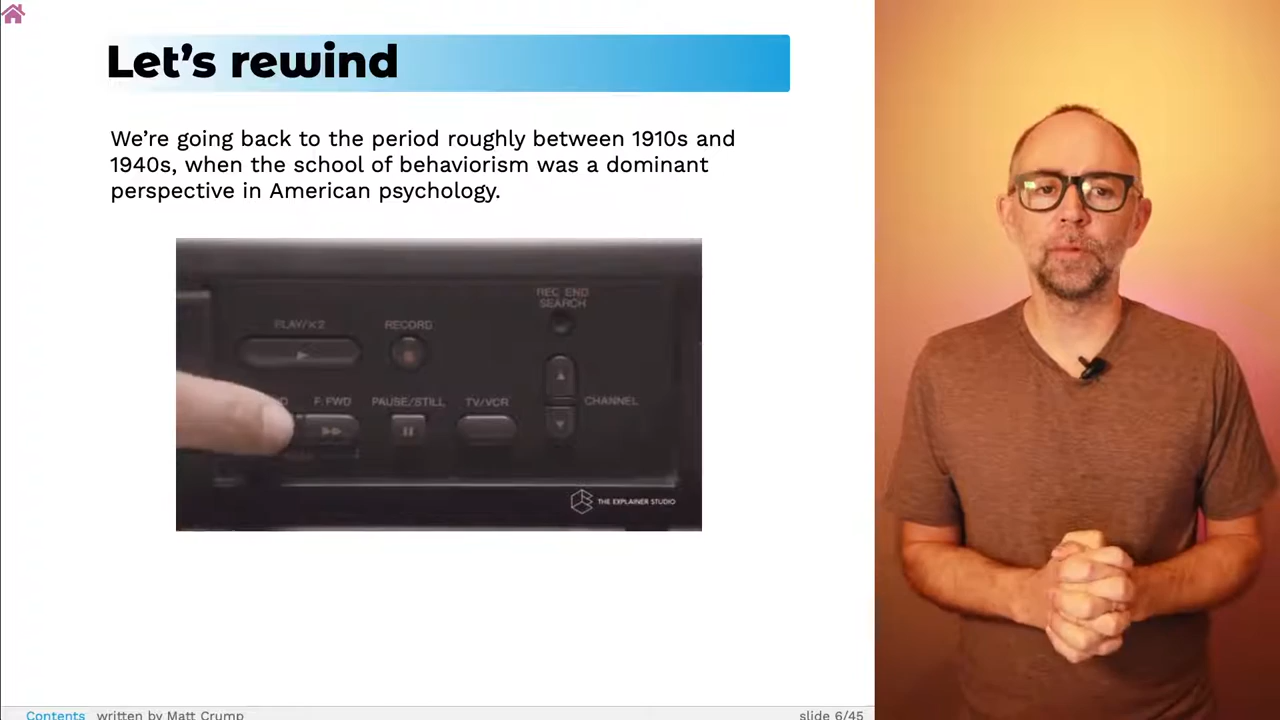 Let's rewind
We're going back to the period roughly between 1910s and
1940s, when the school of behaviorism was a dominant
perspective in American psychology.
REC END
SEARCH
PLAY/×2
RECORD
F.FWD
PAUSE/STILL
TV/VCR
CHANNEL
THE EXPLAINER STUDIO
Contents written by Matt Crump
slide 6/45